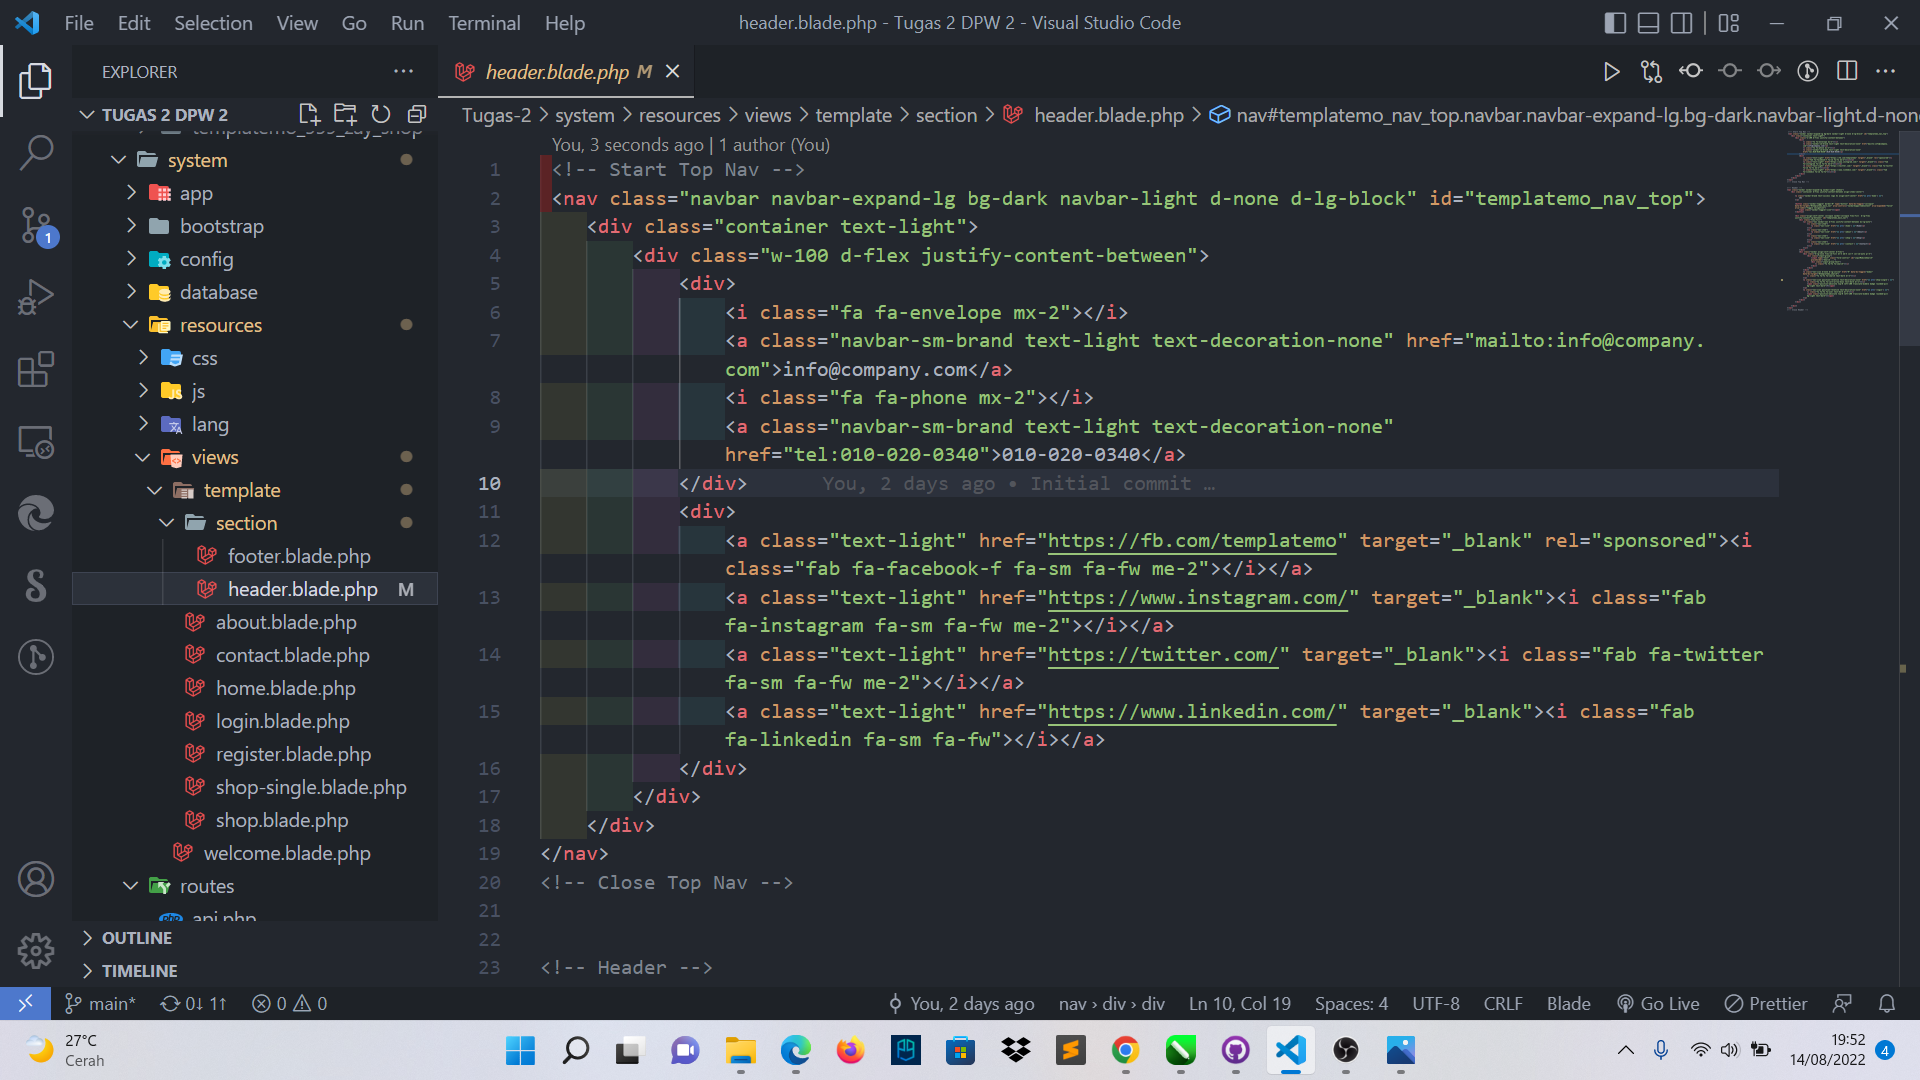 File Edit Selection View Go Run Terminal Help
header.blade.php - Tugas 2 DPW 2 - Visual Studio Code
EXPLORER
header.blade.php M
TUGAS 2 DPW 2
Tugas-2 > system > resources > views > template > section > header.blade.php > nav#templatemo_nav_top.navbar.navbar-expand-lg.bg-dark.navbar-light.d-none
system
app
bootstrap
config
database
resources
css
js
lang
views
template
section
footer.blade.php
header.blade.php M
about.blade.php
contact.blade.php
home.blade.php
login.blade.php
register.blade.php
shop-single.blade.php
shop.blade.php
welcome.blade.php
routes
api.php
OUTLINE
TIMELINE
1
You, 3 seconds ago | 1 author (You)
1 <!-- Start Top Nav -->
2 <nav class="navbar navbar-expand-lg bg-dark navbar-light d-none d-lg-block" id="templatemo_nav_top">
3 <div class="container text-light">
4 <div class="w-100 d-flex justify-content-between">
5 <div>
6 <i class="fa fa-envelope mx-2"></i>
7 <a class="navbar-sm-brand text-light text-decoration-none" href="mailto:info@company.
com">info@company.com</a>
8 <i class="fa fa-phone mx-2"></i>
9 <a class="navbar-sm-brand text-light text-decoration-none"
href="tel:010-020-0340">010-020-0340</a>
10 </div> You, 2 days ago • Initial commit …
11 <div>
12 <a class="text-light" href="https://fb.com/templatemo" target="_blank" rel="sponsored"><i
class="fab fa-facebook-f fa-sm fa-fw me-2"></i></a>
13 <a class="text-light" href="https://www.instagram.com/" target="_blank"><i class="fab
fa-instagram fa-sm fa-fw me-2"></i></a>
14 <a class="text-light" href="https://twitter.com/" target="_blank"><i class="fab fa-twitter
fa-sm fa-fw me-2"></i></a>
15 <a class="text-light" href="https://www.linkedin.com/" target="_blank"><i class="fab
fa-linkedin fa-sm fa-fw"></i></a>
16 </div>
17 </div>
18 </div>
19 </nav>
20 <!-- Close Top Nav -->
21
22
23 <!-- Header -->
main* 0↓ 1↑ 0 0
You, 2 days ago nav › div › div Ln 10, Col 19 Spaces: 4 UTF-8 CRLF Blade Go Live Prettier
27°C
Cerah
19:52
14/08/2022
4